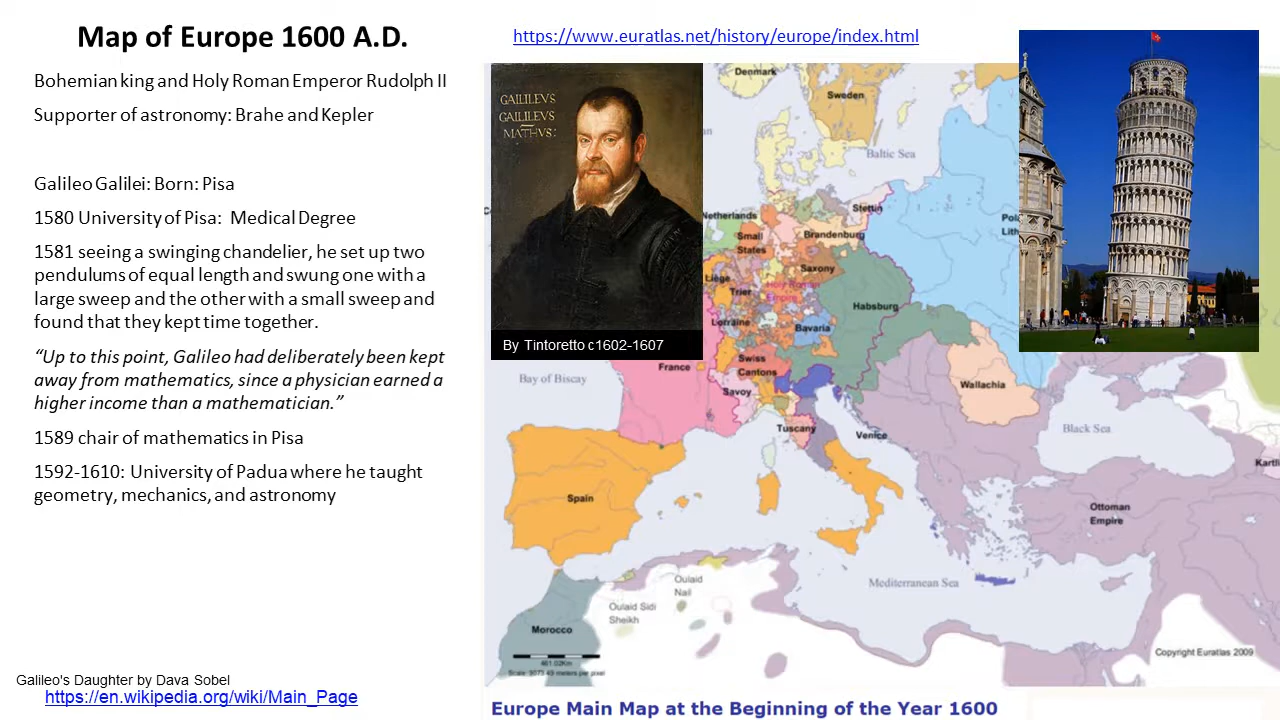 Map of Europe 1600 A.D.
https://www.euratlas.net/history/europe/index.html
Bohemian king and Holy Roman Emperor Rudolph II
Supporter of astronomy: Brahe and Kepler
Galileo Galilei: Born: Pisa
1580 University of Pisa:  Medical Degree
1581 seeing a swinging chandelier, he set up two
pendulums of equal length and swung one with a
large sweep and the other with a small sweep and
found that they kept time together.
“Up to this point, Galileo had deliberately been kept
away from mathematics, since a physician earned a
higher income than a mathematician.”
1589 chair of mathematics in Pisa
1592-1610: University of Padua where he taught
geometry, mechanics, and astronomy
Galileo's Daughter by Dava Sobel
https://en.wikipedia.org/wiki/Main_Page
GALILEVS
GALILEVS
MATHVS:
By Tintoretto c1602-1607
Denmark
Sweden
Baltic Sea
Stettin
Netherlands
Small
States
Brandenburg
Saxony
Liège
Trier
Holy Roman
Empire
Habsburg
Lorraine
Bavaria
Swiss
Cantons
France
Bay of Biscay
Savoy
Wallachia
Tuscany
Venice
Black Sea
Spain
Ottoman
Empire
Mediterranean Sea
Oulaid
Nail
Oulaid Sidi
Sheikh
Morocco
Copyright Euratlas 2009
Europe Main Map at the Beginning of the Year 1600